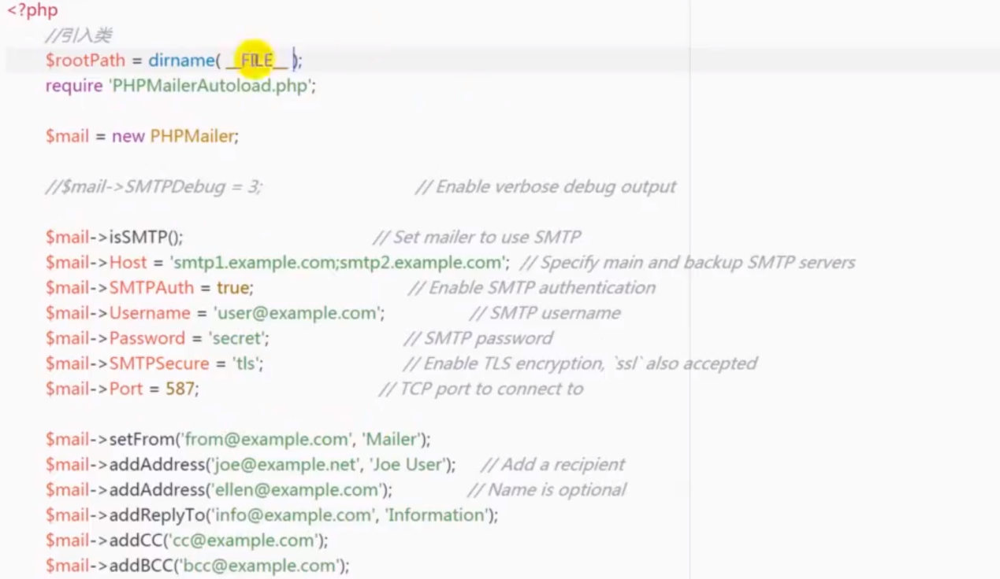 <?php
//引入类
$rootPath = dirname( __FILE__ );
require 'PHPMailerAutoload.php';
$mail = new PHPMailer;
//$mail->SMTPDebug = 3; // Enable verbose debug output
$mail->isSMTP(); // Set mailer to use SMTP
$mail->Host = 'smtp1.example.com;smtp2.example.com'; // Specify main and backup SMTP servers
$mail->SMTPAuth = true; // Enable SMTP authentication
$mail->Username = 'user@example.com'; // SMTP username
$mail->Password = 'secret'; // SMTP password
$mail->SMTPSecure = 'tls'; // Enable TLS encryption, `ssl` also accepted
$mail->Port = 587; // TCP port to connect to
$mail->setFrom('from@example.com', 'Mailer');
$mail->addAddress('joe@example.net', 'Joe User'); // Add a recipient
$mail->addAddress('ellen@example.com'); // Name is optional
$mail->addReplyTo('info@example.com', 'Information');
$mail->addCC('cc@example.com');
$mail->addBCC('bcc@example.com');